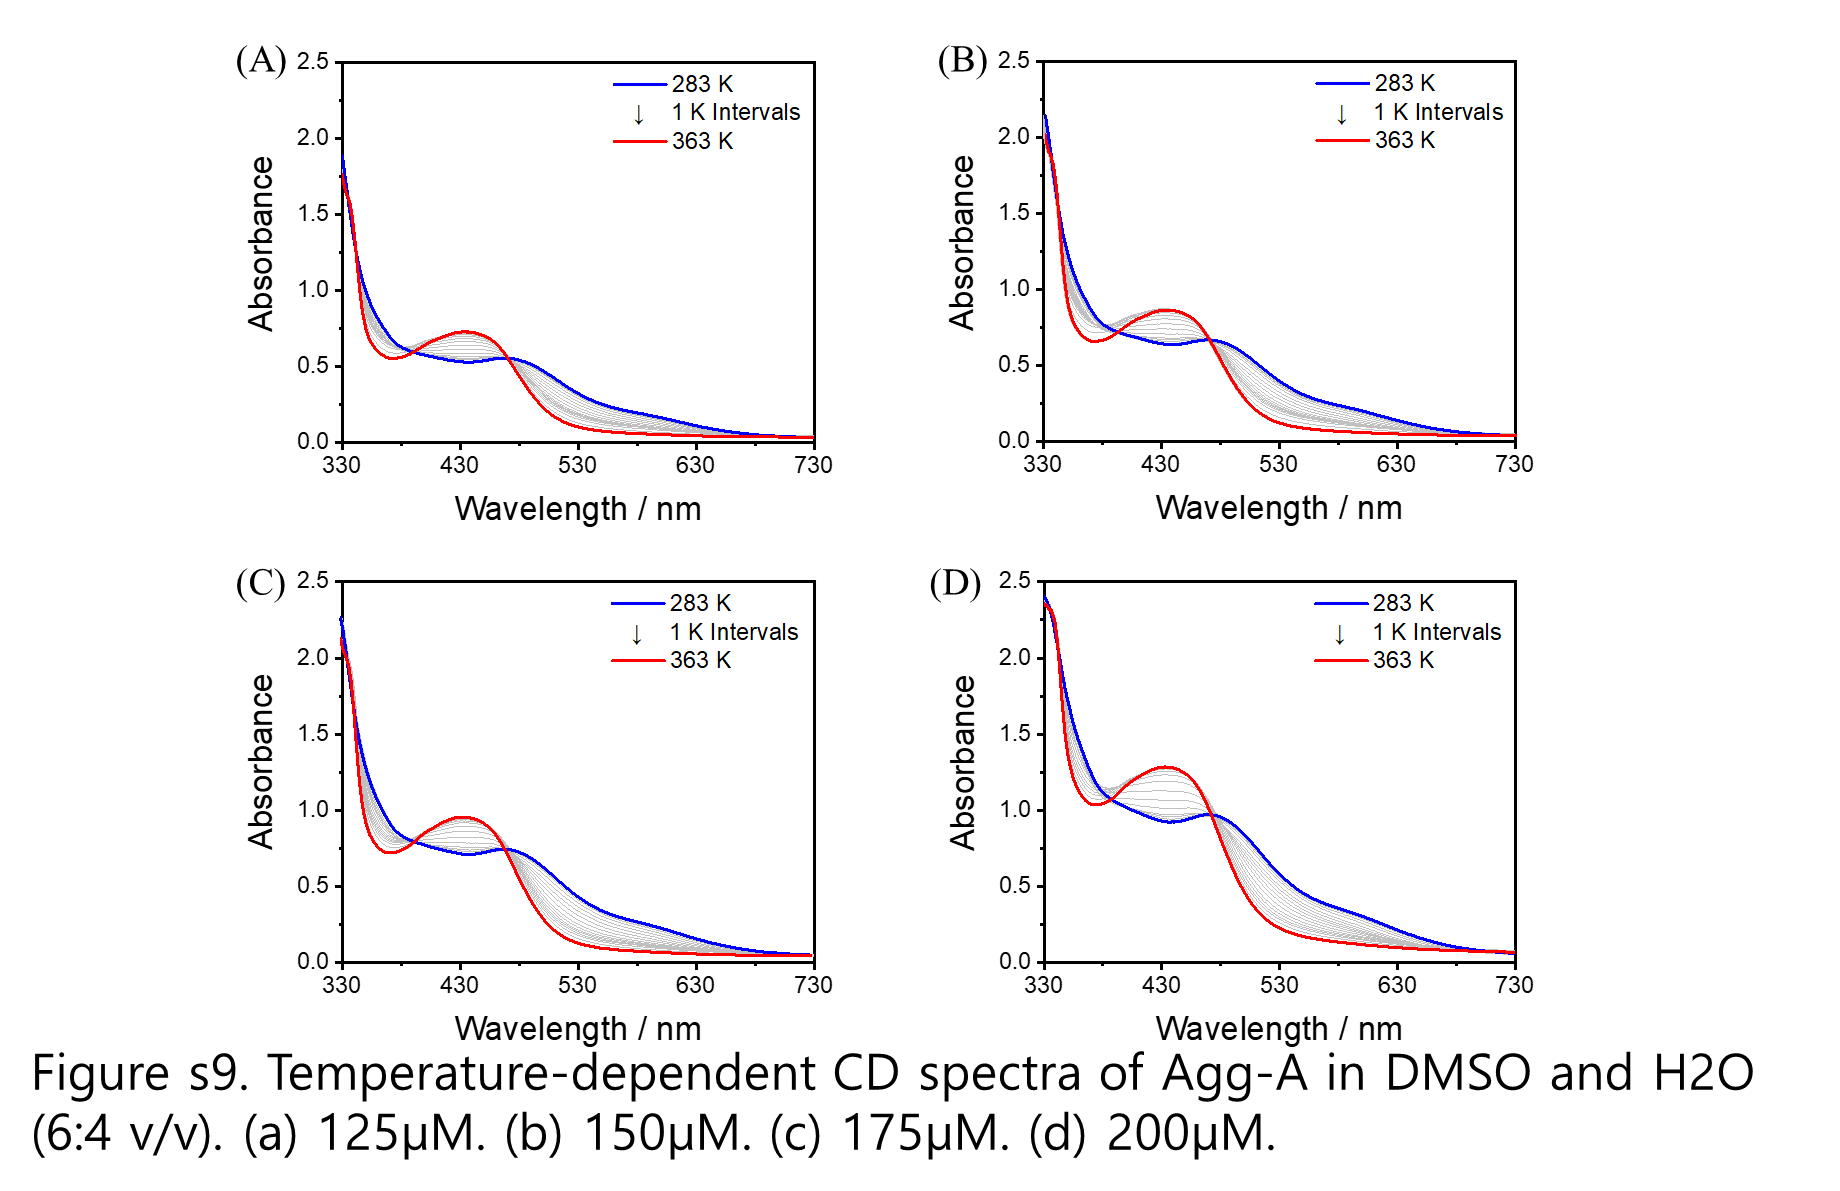 (A)
2.5
2.0
1.5
1.0
0.5
0.0
Absorbance
283 K
↓ 1 K Intervals
363 K
330 430 530 630 730
Wavelength / nm
(B)
2.5
2.0
1.5
1.0
0.5
0.0
Absorbance
283 K
↓ 1 K Intervals
363 K
330 430 530 630 730
Wavelength / nm
(C)
2.5
2.0
1.5
1.0
0.5
0.0
Absorbance
283 K
↓ 1 K Intervals
363 K
330 430 530 630 730
Wavelength / nm
(D)
2.5
2.0
1.5
1.0
0.5
0.0
Absorbance
283 K
↓ 1 K Intervals
363 K
330 430 530 630 730
Wavelength / nm
Figure s9. Temperature-dependent CD spectra of Agg-A in DMSO and H2O
(6:4 v/v). (a) 125μM. (b) 150μM. (c) 175μM. (d) 200μM.